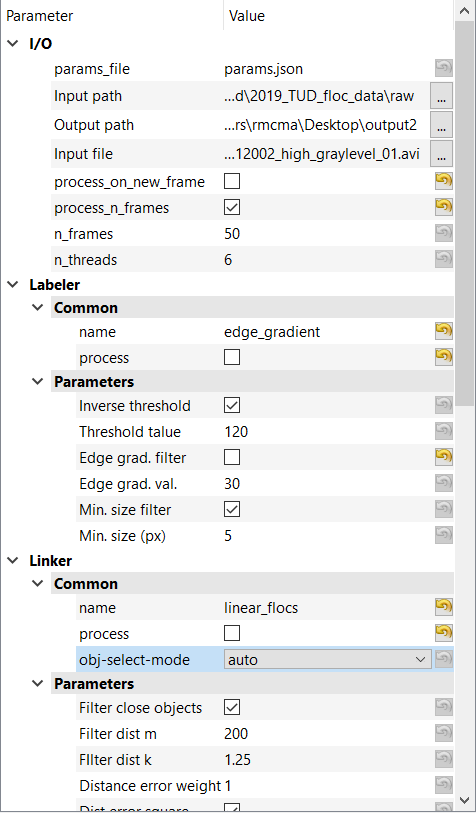 Parameter Value
I/O
params_file params.json
Input path ...d\2019_TUD_floc_data\raw ...
Output path ...rs\rmcma\Desktop\output2 ...
Input file ...12002_high_graylevel_01.avi ...
process_on_new_frame
process_n_frames
n_frames 50
n_threads 6
Labeler
Common
name edge_gradient
process
Parameters
Inverse threshold
Threshold talue 120
Edge grad. filter
Edge grad. val. 30
Min. size filter
Min. size (px) 5
Linker
Common
name linear_flocs
process
obj-select-mode auto
Parameters
Filter close objects
Filter dist m 200
FIlter dist k 1.25
Distance error weight 1
Dist error square